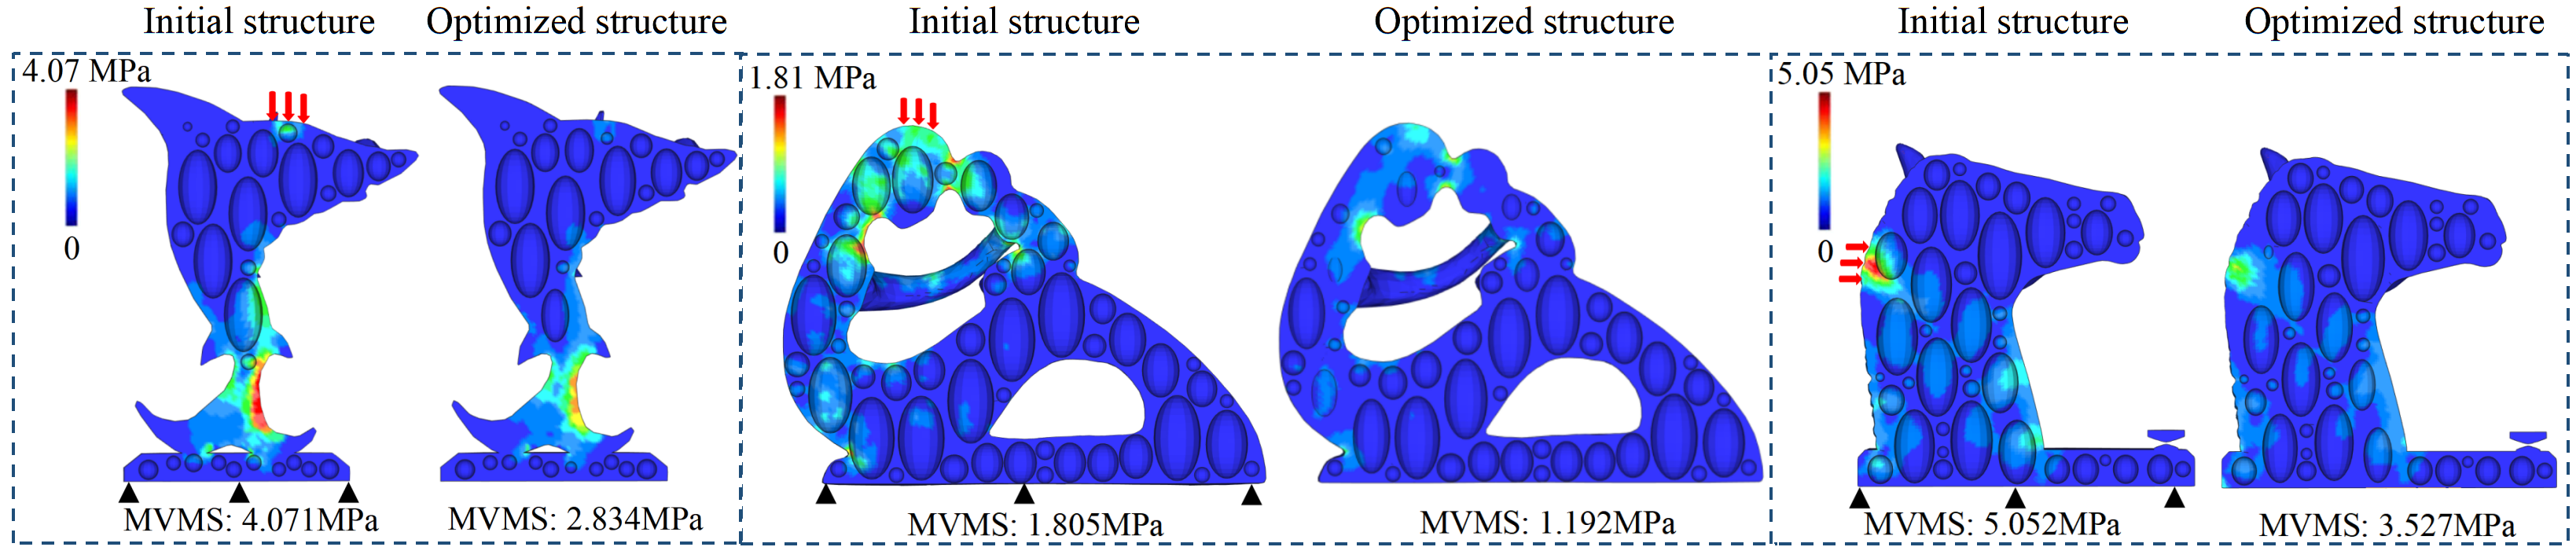 Initial structure
Optimized structure
Initial structure
Optimized structure
Initial structure
Optimized structure
4.07 MPa
0
MVMS: 4.071MPa
MVMS: 2.834MPa
1.81 MPa
0
MVMS: 1.805MPa
MVMS: 1.192MPa
5.05 MPa
0
MVMS: 5.052MPa
MVMS: 3.527MPa